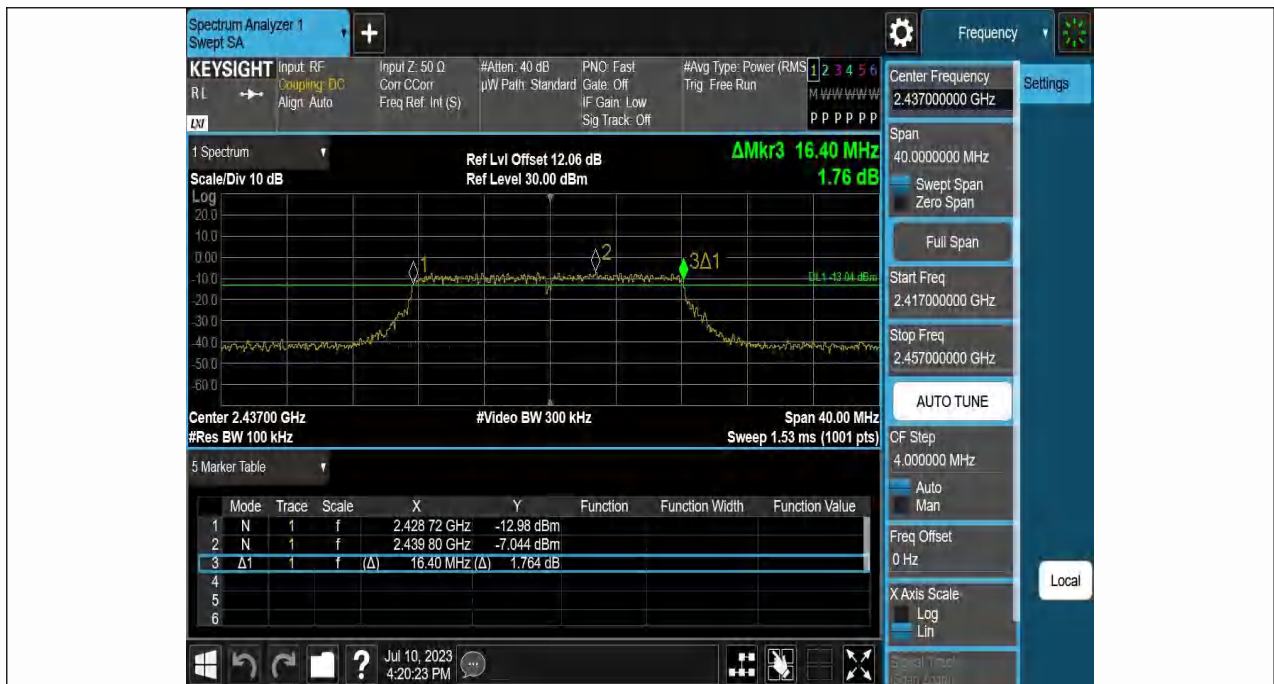 Spectrum Analyzer 1
Swept SA
+
Frequency
KEYSIGHT
RL
LXI
Input: RF
Coupling: DC
Align: Auto
Input Z: 50 Ω
Corr CCorr
Freq Ref: Int (S)
#Atten: 40 dB
µW Path: Standard
PNO: Fast
Gate: Off
IF Gain: Low
Sig Track: Off
#Avg Type: Power (RMS
Trig: Free Run
1 2 3 4 5 6
M W W W W W
P P P P P P
1 Spectrum
Scale/Div 10 dB
Ref Lvl Offset 12.06 dB
Ref Level 30.00 dBm
ΔMkr3 16.40 MHz
1.76 dB
Log
20.0
10.0
0.00
-10.0
-20.0
-30.0
-40.0
-50.0
-60.0
1
2
3Δ1
DL1 -13.04 dBm
Center 2.43700 GHz
#Video BW 300 kHz
Span 40.00 MHz
#Res BW 100 kHz
Sweep 1.53 ms (1001 pts)
5 Marker Table
Mode Trace Scale X Y Function Function Width Function Value
1 N 1 f 2.428 72 GHz -12.98 dBm
2 N 1 f 2.439 80 GHz -7.044 dBm
3 Δ1 1 f (Δ) 16.40 MHz (Δ) 1.764 dB
4
5
6
Jul 10, 2023
4:20:23 PM
?
Center Frequency
2.437000000 GHz
Settings
Span
40.0000000 MHz
Swept Span
Zero Span
Full Span
Start Freq
2.417000000 GHz
Stop Freq
2.457000000 GHz
AUTO TUNE
CF Step
4.000000 MHz
Auto
Man
Freq Offset
0 Hz
X Axis Scale
Log
Lin
Signal Track
(Span Zoom)
Local